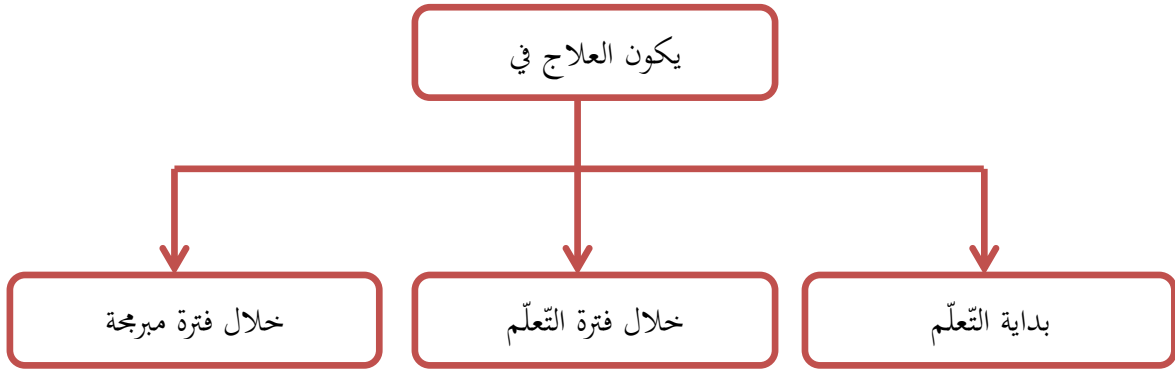 يكون العلاج في
بداية التّعلّم
خلال فترة التّعلّم
خلال فترة مبرمجة